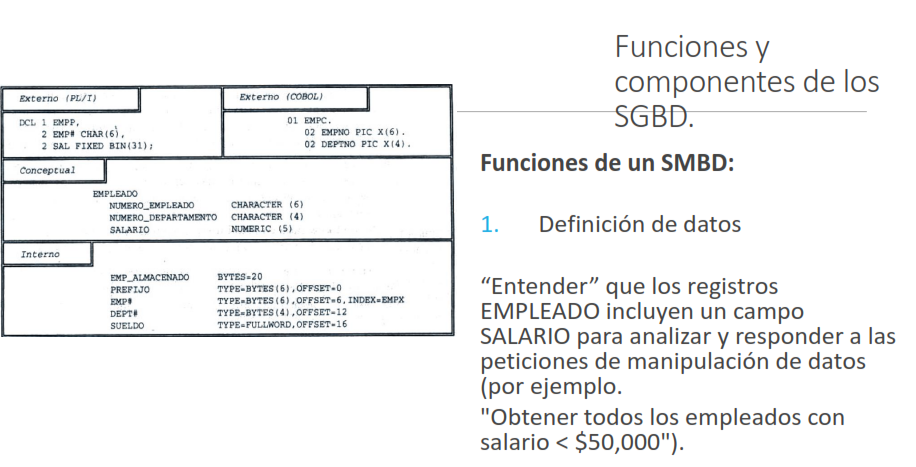 Funciones y
componentes de los
SGBD.
Externo (PL/I)
DCL 1 EMPP,
2 EMP# CHAR(6),
2 SAL FIXED BIN(31);
Externo (COBOL)
01 EMPC.
02 EMPNO PIC X(6).
02 DEPTNO PIC X(4).
Conceptual
EMPLEADO
NUMERO_EMPLEADO CHARACTER (6)
NUMERO_DEPARTAMENTO CHARACTER (4)
SALARIO NUMERIC (5)
Interno
EMP_ALMACENADO BYTES=20
PREFIJO TYPE=BYTES(6),OFFSET=0
EMP# TYPE=BYTES(6),OFFSET=6,INDEX=EMPX
DEPT# TYPE=BYTES(4),OFFSET=12
SUELDO TYPE=FULLWORD,OFFSET=16
Funciones de un SMBD:
1. Definición de datos
“Entender” que los registros
EMPLEADO incluyen un campo
SALARIO para analizar y responder a las
peticiones de manipulación de datos
(por ejemplo.
"Obtener todos los empleados con
salario < $50,000").